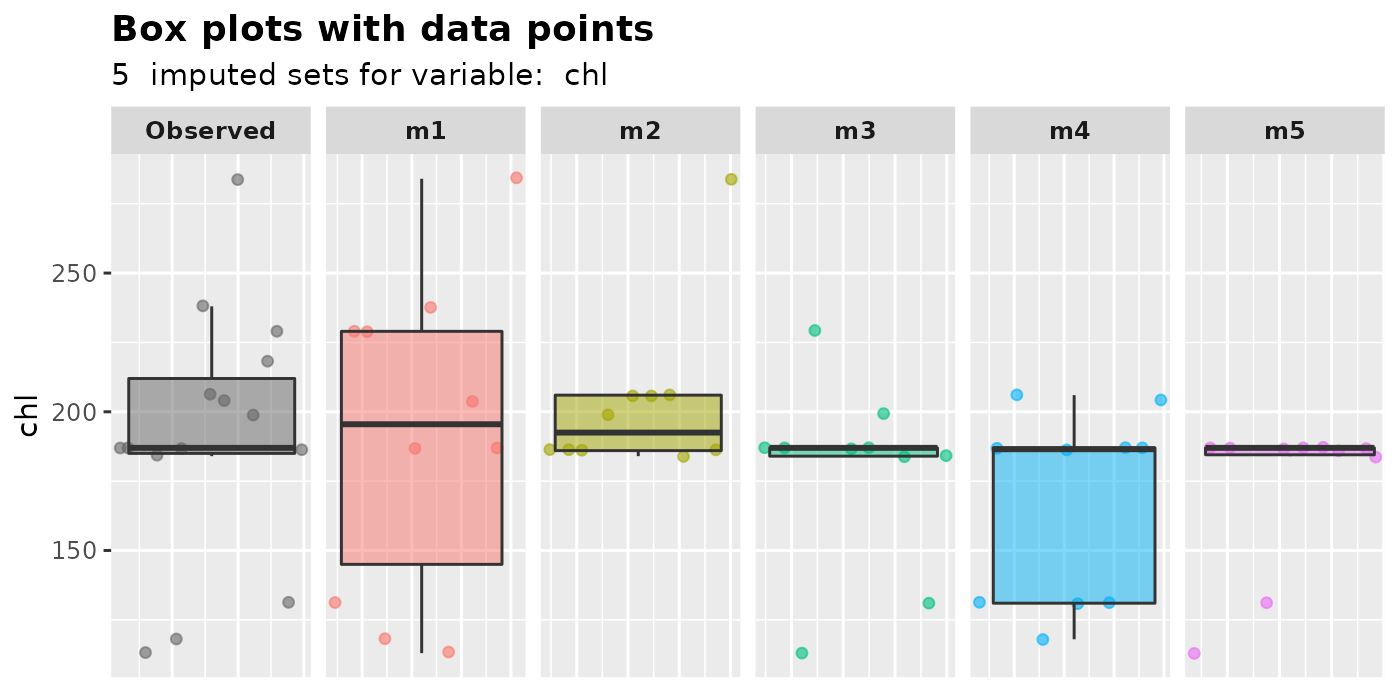 Box plots with data points
5  imputed sets for variable:  chl
Observed m1 m2 m3 m4 m5
250
200
150
chl